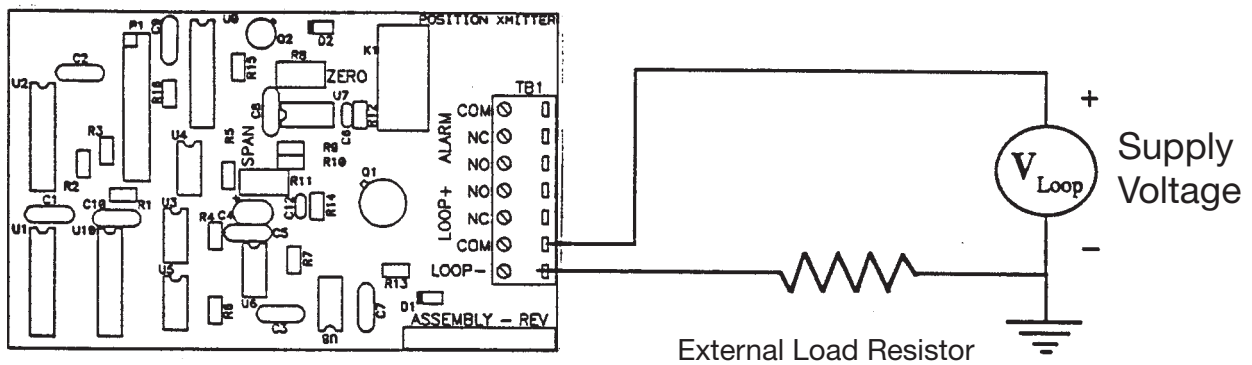 POSITION XMITTER
U2
C2
P1
C9
U9
Q2
D2
K1
R16
R15
R8
ZERO
TB1
C8
U7
C6
R12
COM
NC
NO
NO
NC
COM
LOOP-
ALARM
LOOP+
R3
R2
U4
R5
SPAN
R9
R10
R11
Q1
C1
C10
R1
U3
R4
C4
C12
R14
C5
U1
U10
U5
R6
R7
U6
C3
U8
C7
R13
D1
ASSEMBLY - REV
+
V Loop
-
Supply
Voltage
External Load Resistor